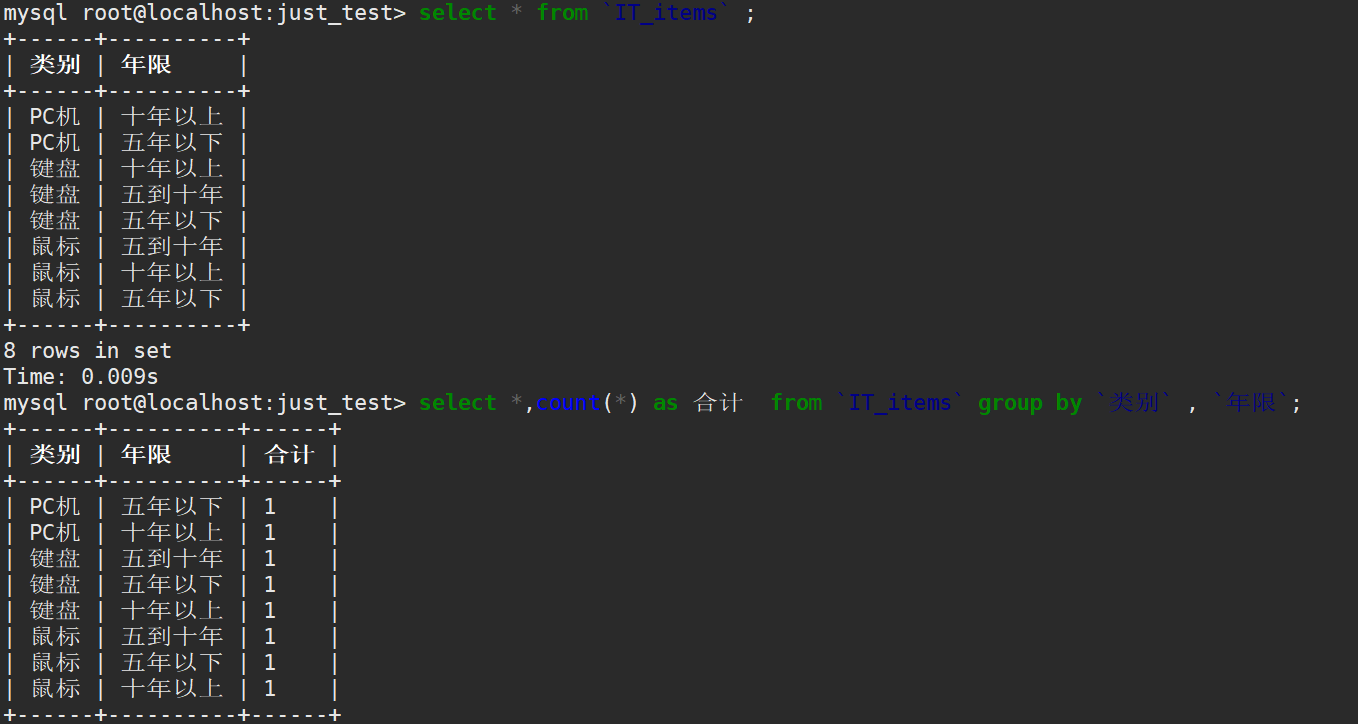 mysql root@localhost:just_test> select * from `IT_items` ;
+------+----------+
| 类别 | 年限     |
+------+----------+
| PC机 | 十年以上 |
| PC机 | 五年以下 |
| 键盘 | 十年以上 |
| 键盘 | 五到十年 |
| 键盘 | 五年以下 |
| 鼠标 | 五到十年 |
| 鼠标 | 十年以上 |
| 鼠标 | 五年以下 |
+------+----------+
8 rows in set
Time: 0.009s
mysql root@localhost:just_test> select *,count(*) as 合计  from `IT_items` group by `类别` , `年限`;
+------+----------+------+
| 类别 | 年限     | 合计 |
+------+----------+------+
| PC机 | 五年以下 | 1    |
| PC机 | 十年以上 | 1    |
| 键盘 | 五到十年 | 1    |
| 键盘 | 五年以下 | 1    |
| 键盘 | 十年以上 | 1    |
| 鼠标 | 五到十年 | 1    |
| 鼠标 | 五年以下 | 1    |
| 鼠标 | 十年以上 | 1    |
+------+----------+------+